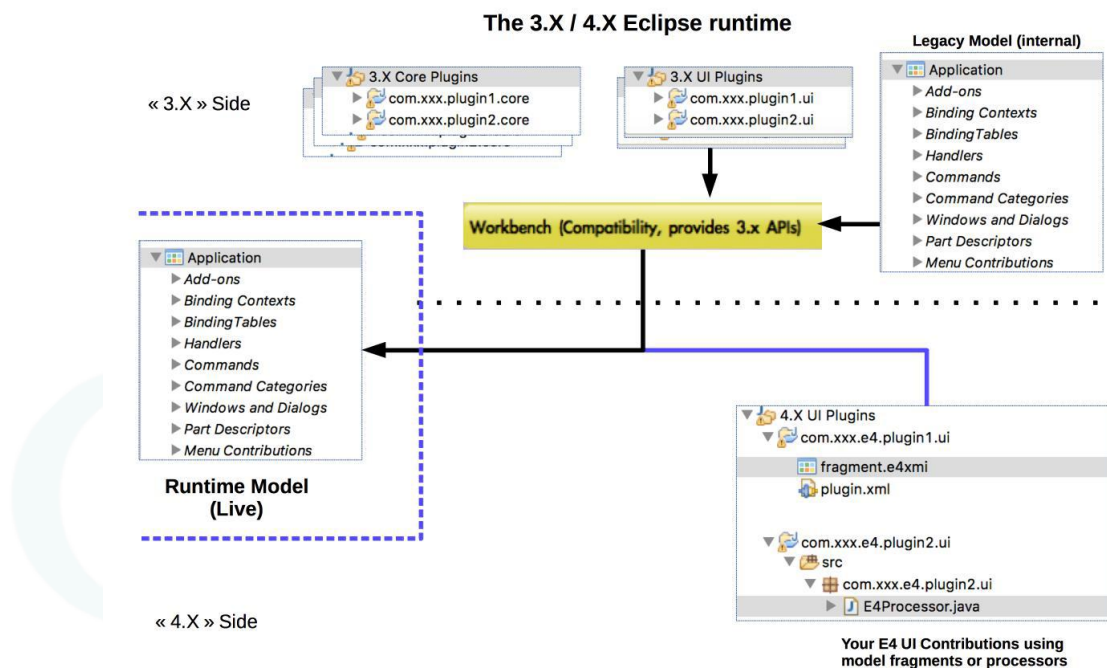 The 3.X / 4.X Eclipse runtime
Legacy Model (internal)
« 3.X » Side
3.X Core Plugins
com.xxx.plugin1.core
com.xxx.plugin2.core
3.X UI Plugins
com.xxx.plugin1.ui
com.xxx.plugin2.ui
Application
Add-ons
Binding Contexts
BindingTables
Handlers
Commands
Command Categories
Windows and Dialogs
Part Descriptors
Menu Contributions
Workbench (Compatibility, provides 3.x APIs)
Application
Add-ons
Binding Contexts
BindingTables
Handlers
Commands
Command Categories
Windows and Dialogs
Part Descriptors
Menu Contributions
Runtime Model
(Live)
4.X UI Plugins
com.xxx.e4.plugin1.ui
fragment.e4xmi
plugin.xml
com.xxx.e4.plugin2.ui
src
com.xxx.e4.plugin2.ui
E4Processor.java
« 4.X » Side
Your E4 UI Contributions using
model fragments or processors